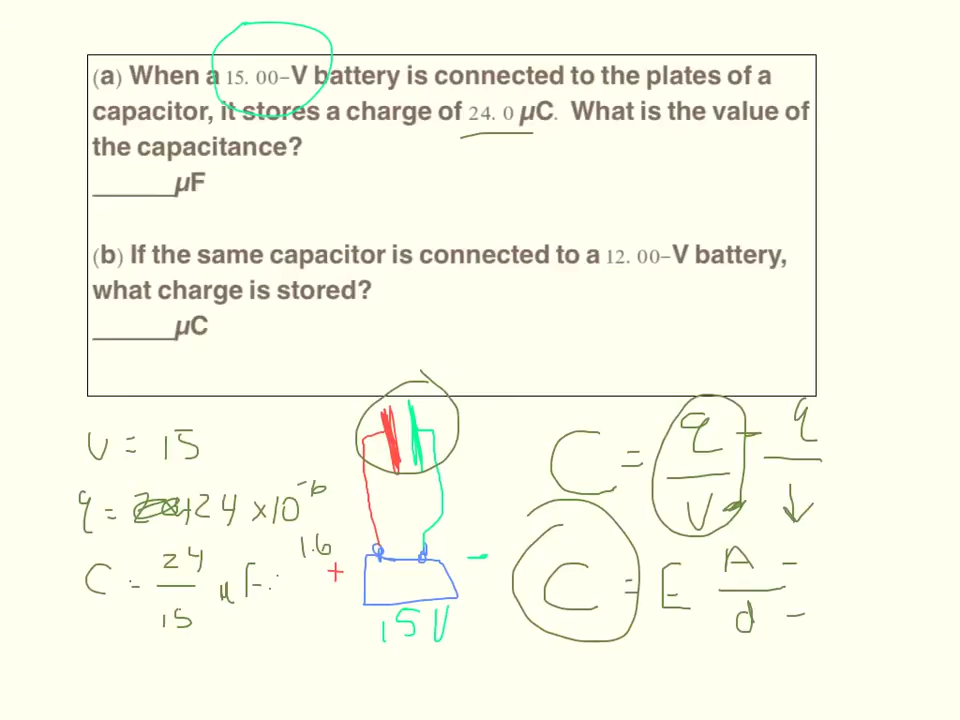 (a) When a 15. 00-V battery is connected to the plates of a
capacitor, it stores a charge of 24. 0 µC. What is the value of
the capacitance?
______µF
(b) If the same capacitor is connected to a 12. 00-V battery,
what charge is stored?
______µC
V = 15
q = 24 × 10^-6
C = 24/15 µF = 1.6
+
-
15V
C = q/V - q/↓
C = E A/d